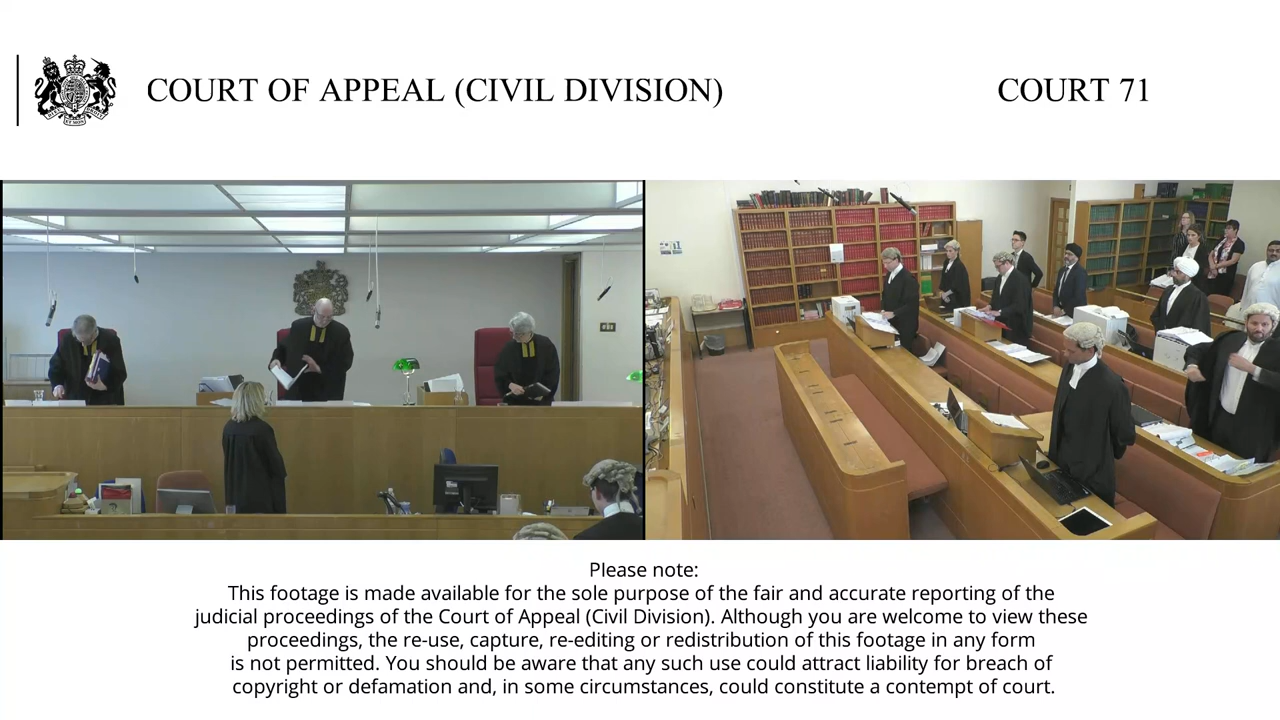 COURT OF APPEAL (CIVIL DIVISION)
COURT 71
Please note:
This footage is made available for the sole purpose of the fair and accurate reporting of the
judicial proceedings of the Court of Appeal (Civil Division). Although you are welcome to view these
proceedings, the re-use, capture, re-editing or redistribution of this footage in any form
is not permitted. You should be aware that any such use could attract liability for breach of
copyright or defamation and, in some circumstances, could constitute a contempt of court.